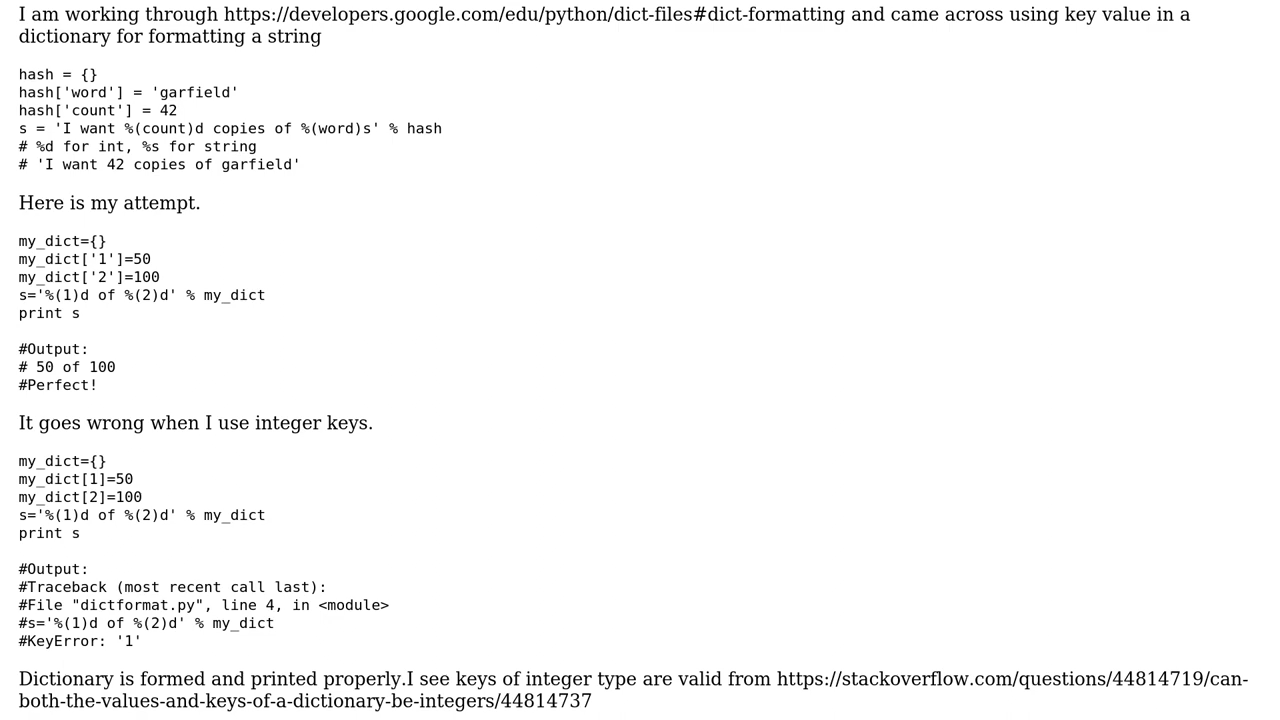 I am working through https://developers.google.com/edu/python/dict-files#dict-formatting and came across using key value in a
dictionary for formatting a string
hash = {}
hash['word'] = 'garfield'
hash['count'] = 42
s = 'I want %(count)d copies of %(word)s' % hash
# %d for int, %s for string
# 'I want 42 copies of garfield'
Here is my attempt.
my_dict={}
my_dict['1']=50
my_dict['2']=100
s='%(1)d of %(2)d' % my_dict
print s
#Output:
# 50 of 100
#Perfect!
It goes wrong when I use integer keys.
my_dict={}
my_dict[1]=50
my_dict[2]=100
s='%(1)d of %(2)d' % my_dict
print s
#Output:
#Traceback (most recent call last):
#File "dictformat.py", line 4, in <module>
#s='%(1)d of %(2)d' % my_dict
#KeyError: '1'
Dictionary is formed and printed properly.I see keys of integer type are valid from https://stackoverflow.com/questions/44814719/can-
both-the-values-and-keys-of-a-dictionary-be-integers/44814737